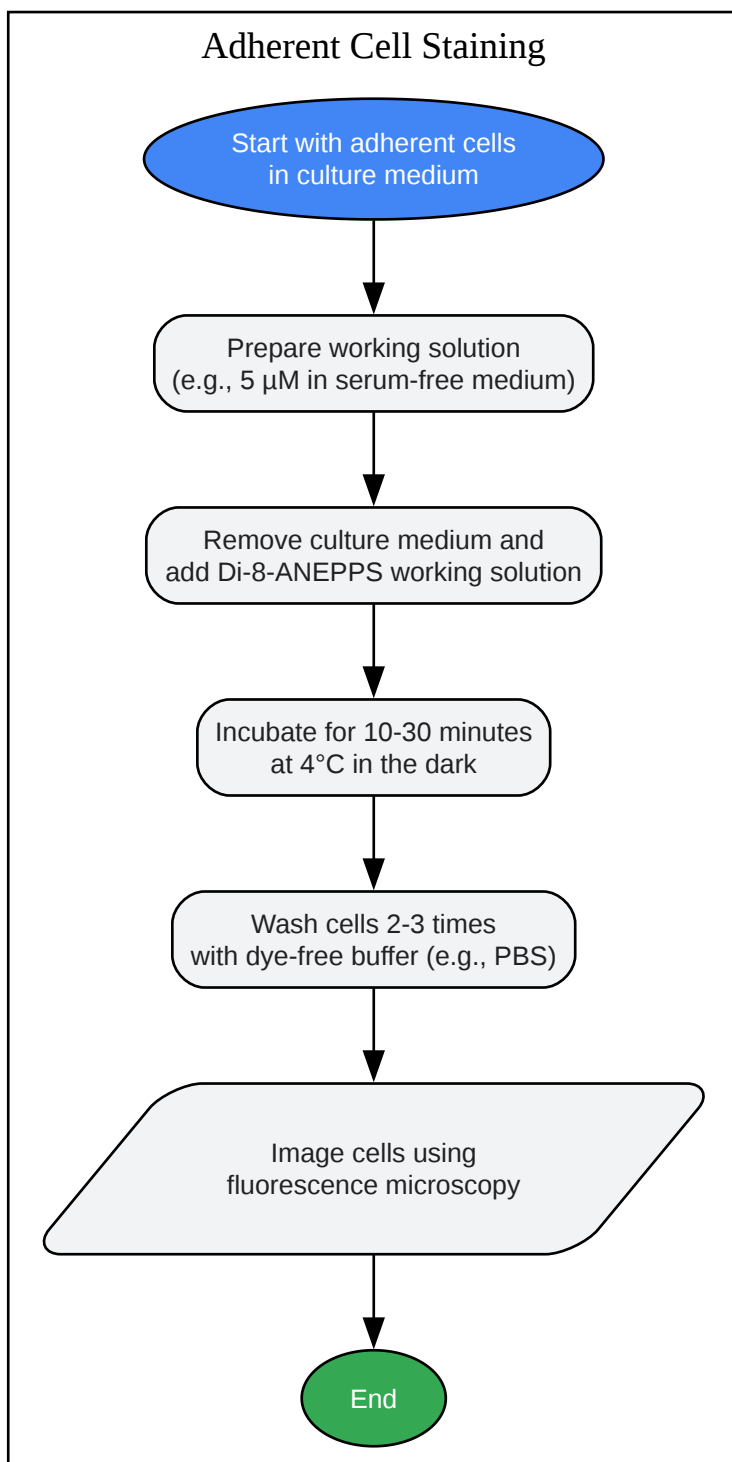 Adherent Cell Staining
Start with adherent cells
in culture medium
Prepare working solution
(e.g., 5 µM in serum-free medium)
Remove culture medium and
add Di-8-ANEPPS working solution
Incubate for 10-30 minutes
at 4°C in the dark
Wash cells 2-3 times
with dye-free buffer (e.g., PBS)
Image cells using
fluorescence microscopy
End